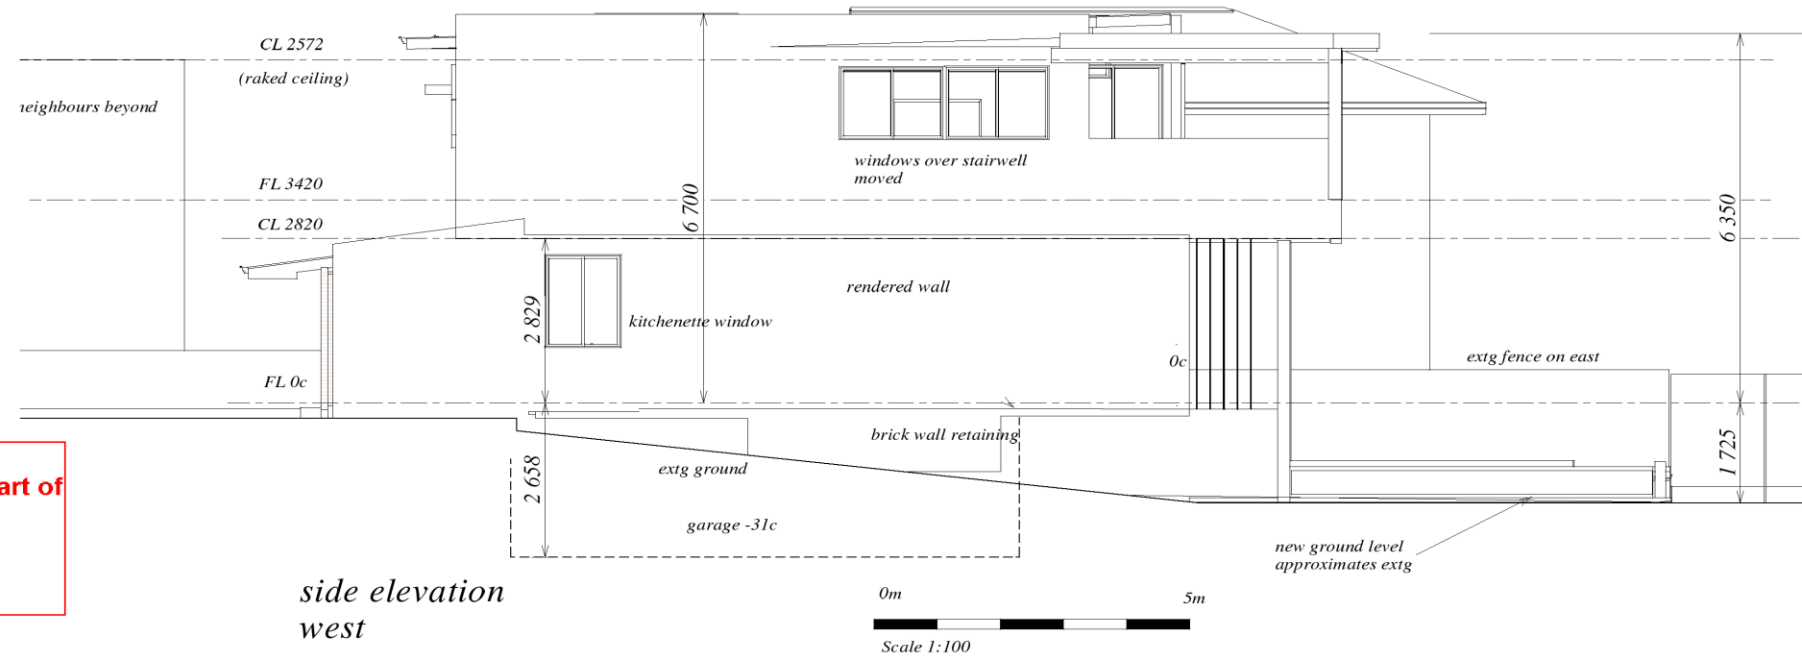 CL 2572
(raked ceiling)
neighbours beyond
windows over stairwell
moved
FL 3420
CL 2820
6 700
6 350
rendered wall
2 829
kitchenette window
0c
extg fence on east
FL 0c
brick wall retaining
art of
2 658
extg ground
1 725
garage -31c
new ground level
approximates extg
side elevation
west
0m
5m
Scale 1:100